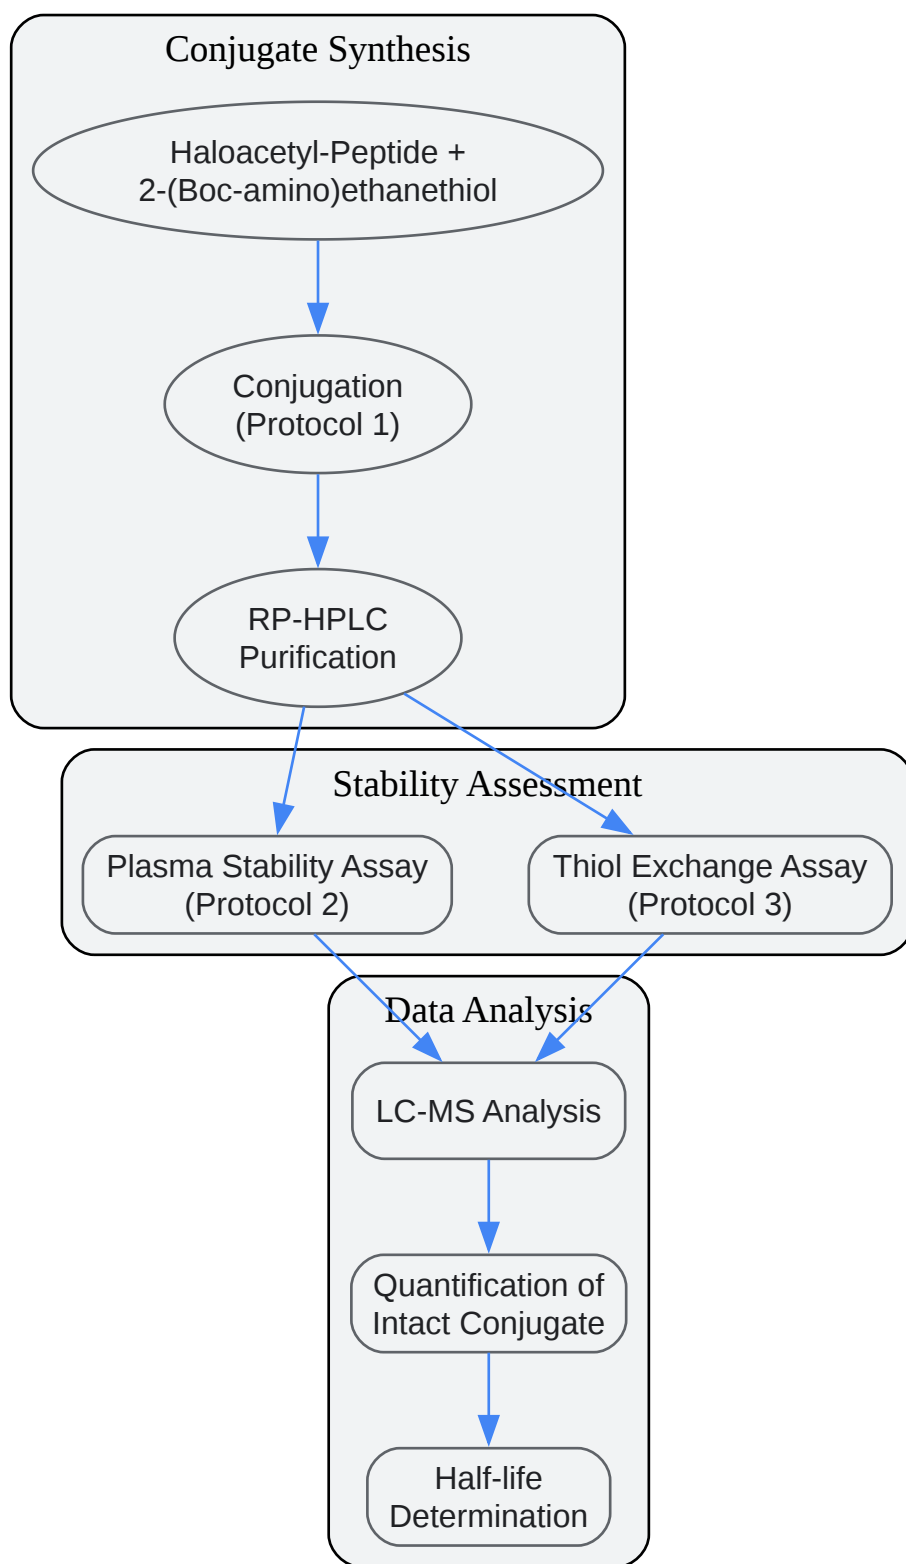 Conjugate Synthesis
Haloacetyl-Peptide +
2-(Boc-amino)ethanethiol
Conjugation
(Protocol 1)
RP-HPLC
Purification
Stability Assessment
Plasma Stability Assay
(Protocol 2)
Thiol Exchange Assay
(Protocol 3)
Data Analysis
LC-MS Analysis
Quantification of
Intact Conjugate
Half-life
Determination